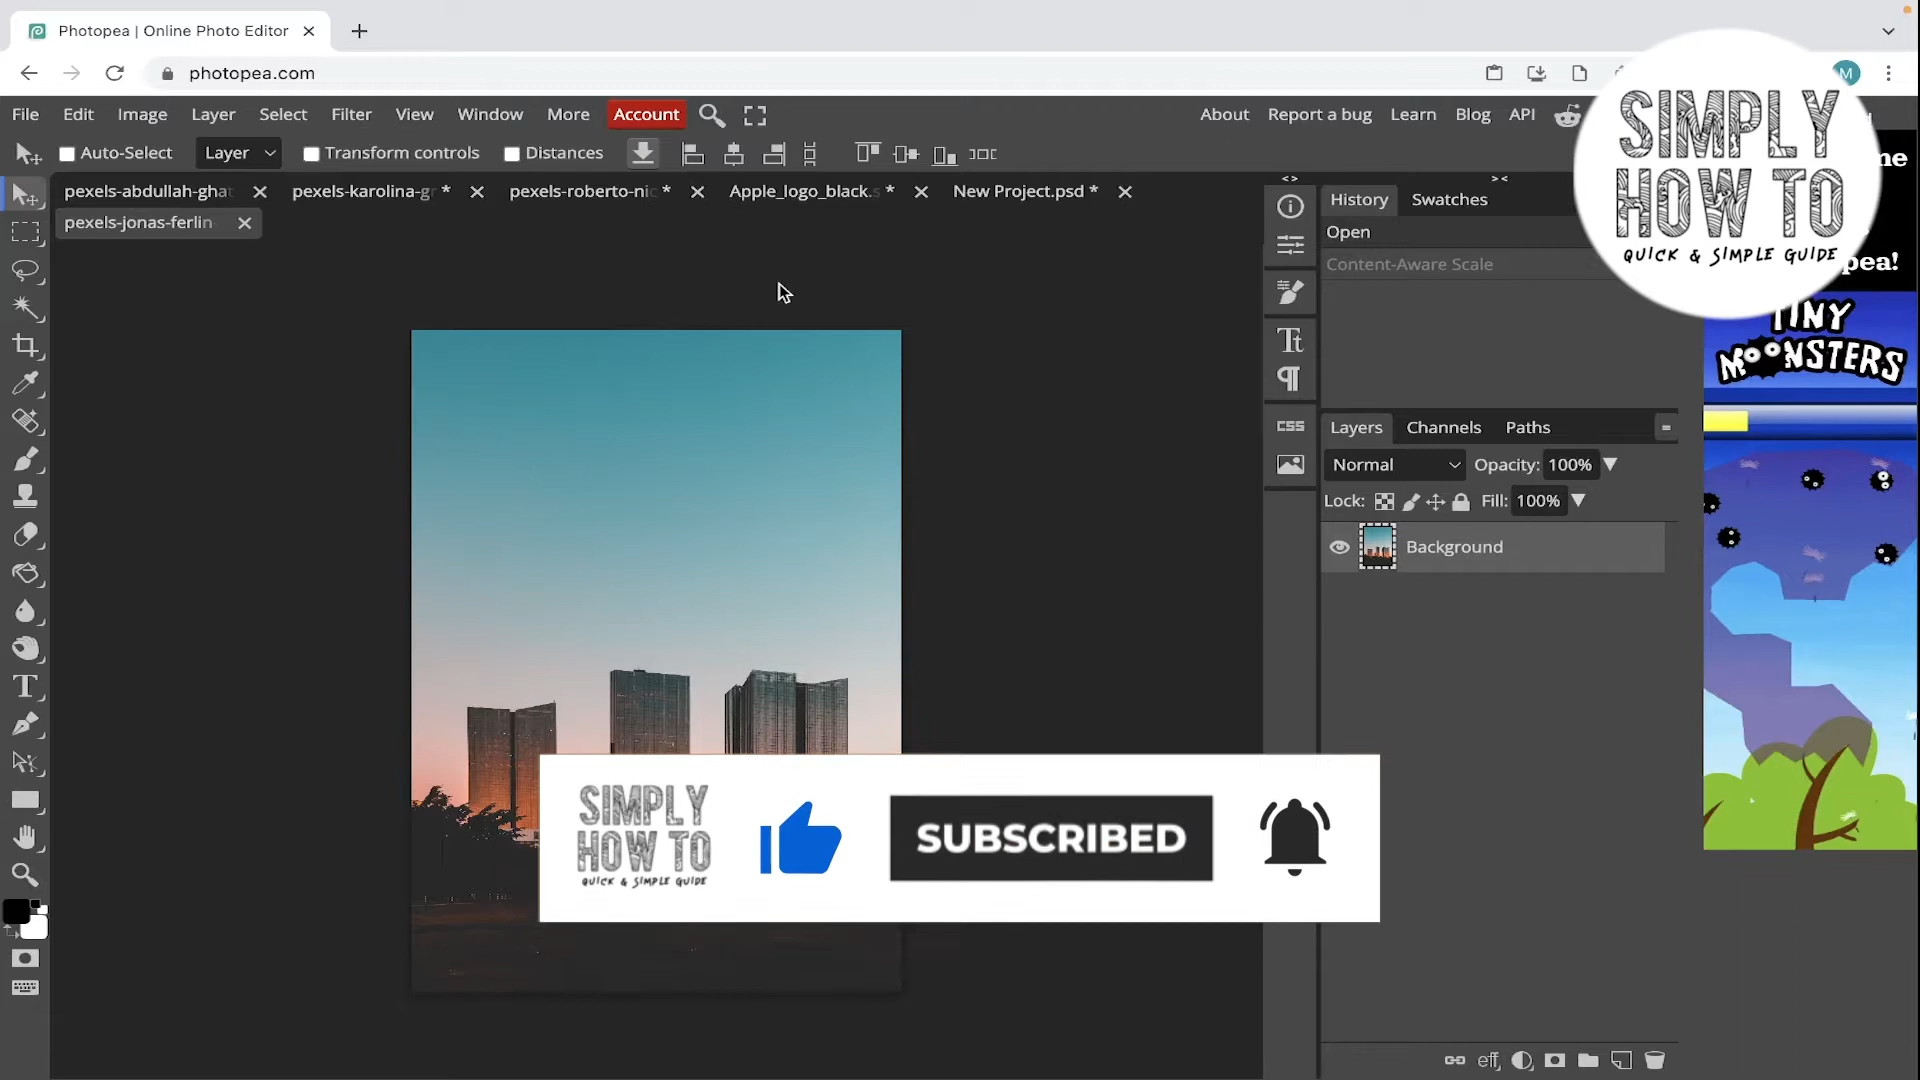 Photopea | Online Photo Editor
photopea.com
M
File Edit Image Layer Select Filter View Window More Account
About Report a bug Learn Blog API
Auto-Select Layer Transform controls Distances
pexels-abdullah-ghat pexels-karolina-gr * pexels-roberto-nic * Apple_logo_black.s * New Project.psd *
pexels-jonas-ferlin
History Swatches
Open
Content-Aware Scale
SIMPLY
HOW TO
QUICK & SIMPLE GUIDE
pea!
TINY
MOONSTERS
CSS
Layers Channels Paths
Normal Opacity: 100%
Lock: Fill: 100%
Background
SIMPLY
HOW TO
QUICK & SIMPLE GUIDE
SUBSCRIBED
eff